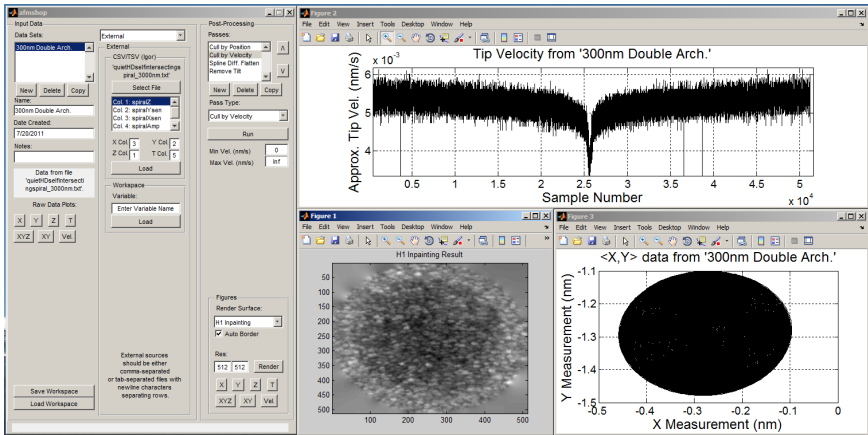 afmshop
Input Data
Data Sets:
300nm Double Arch.
New Delete Copy
Name:
300nm Double Arch.
Date Created:
7/20/2011
Notes:
Data from file
'quietHDselfintersecti
ngspiral_3000nm.txt'
Raw Data Plots:
X Y Z T
XYZ XY Vel
Save Workspace
Load Workspace
External
External
CSV/TSV (Igor)
'quietHDselfintersectings
piral_3000nm.txt'
Select File
Col. 1: spiralZ
Col. 2: spiralYsen
Col. 3: spiralXsen
Col. 4: spiralAmp
X Col. 3 Y Col. 2
Z Col. 1 T Col. 5
Load
Workspace
Variable:
Enter Variable Name
Load
External sources
should be either
comma-separated
or tab-separated files with
newline characters
separating rows.
Post-Processing
Passes:
Cull by Position
Cull by Velocity
Spline Diff. Flatten
Remove Tilt
Λ
V
New Delete Copy
Pass Type:
Cull by Velocity
Run
Min Vel. (nm/s) 0
Max Vel. (nm/s) Inf
Figures
Render Surface:
H1 Inpainting
Auto Border
Res:
512 512 Render
X Y Z T
XYZ XY Vel
Figure 2
File Edit View Insert Tools Desktop Window Help
Tip Velocity from '300nm Double Arch.'
x 10⁻³
Approx. Tip Vel. (nm/s)
6
5
4
0.5 1 1.5 2 2.5 3 3.5 4 4.5 5
Sample Number
x 10⁴
Figure 1
File Edit View Insert Tools Desktop Window Help
H1 Inpainting Result
50
100
150
200
250
300
350
400
450
500
100 200 300 400 500
Figure 3
File Edit View Insert Tools Desktop Window Help
<X,Y> data from '300nm Double Arch.'
Y Measurement (nm)
-1.1
-1.2
-1.3
-1.4
-1.5
-0.5 -0.4 -0.3 -0.2 -0.1 0
X Measurement (nm)